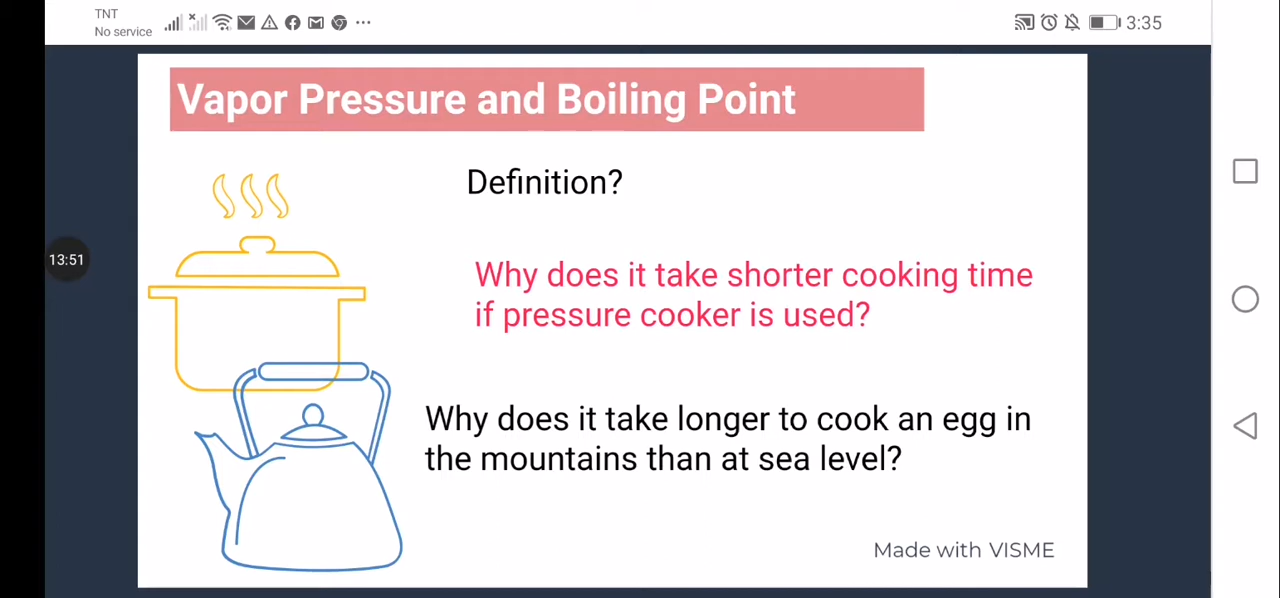 TNT
No service
3:35
Vapor Pressure and Boiling Point
Definition?
13:51
Why does it take shorter cooking time
if pressure cooker is used?
Why does it take longer to cook an egg in
the mountains than at sea level?
Made with VISME